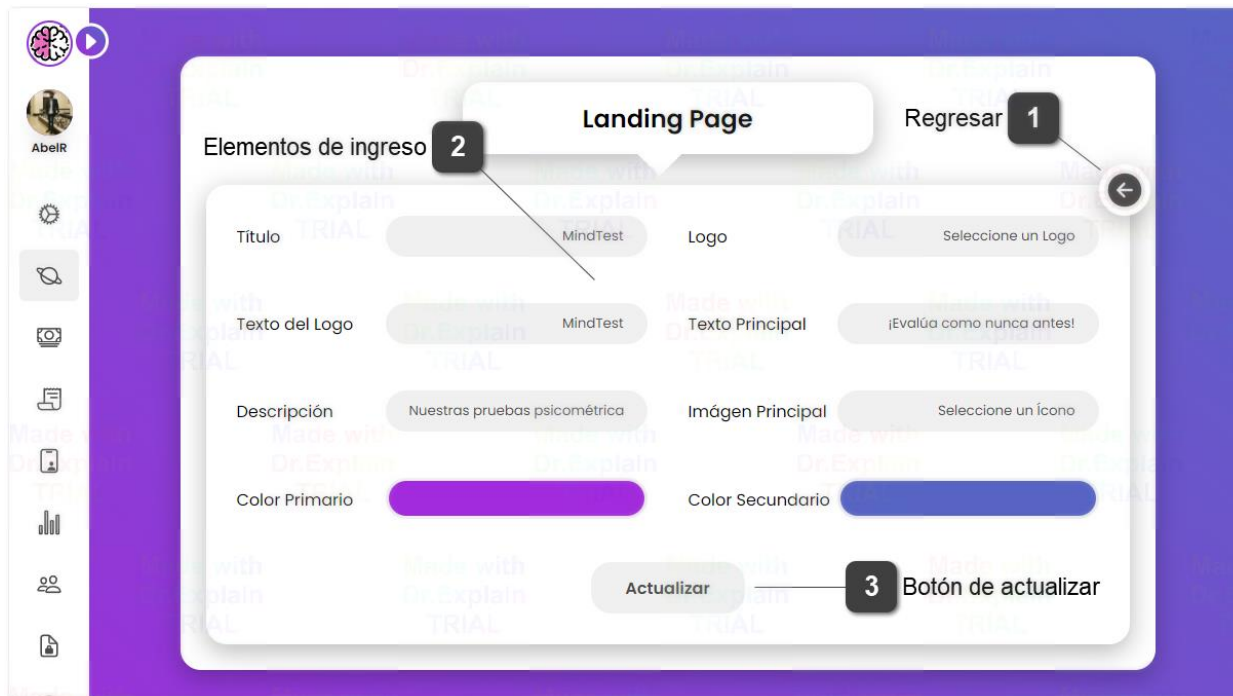 AbelR
Landing Page
Regresar 1
Elementos de ingreso 2
Título MindTest Logo Seleccione un Logo
Texto del Logo MindTest Texto Principal ¡Evalúa como nunca antes!
Descripción Nuestras pruebas psicométrica Imágen Principal Seleccione un Ícono
Color Primario Color Secundario
Actualizar 3 Botón de actualizar
Made with
Dr.Explain
TRIAL